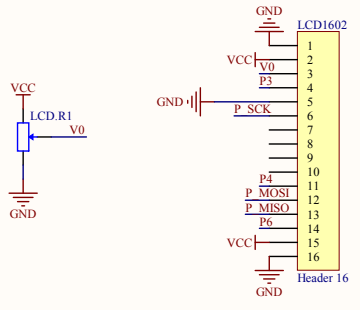 GND
LCD1602
VCC
V0
P3
GND
P_SCK
P4
P_MOSI
P_MISO
P6
VCC
GND
1
2
3
4
5
6
7
8
9
10
11
12
13
14
15
16
Header 16
VCC
LCD.R1
V0
GND